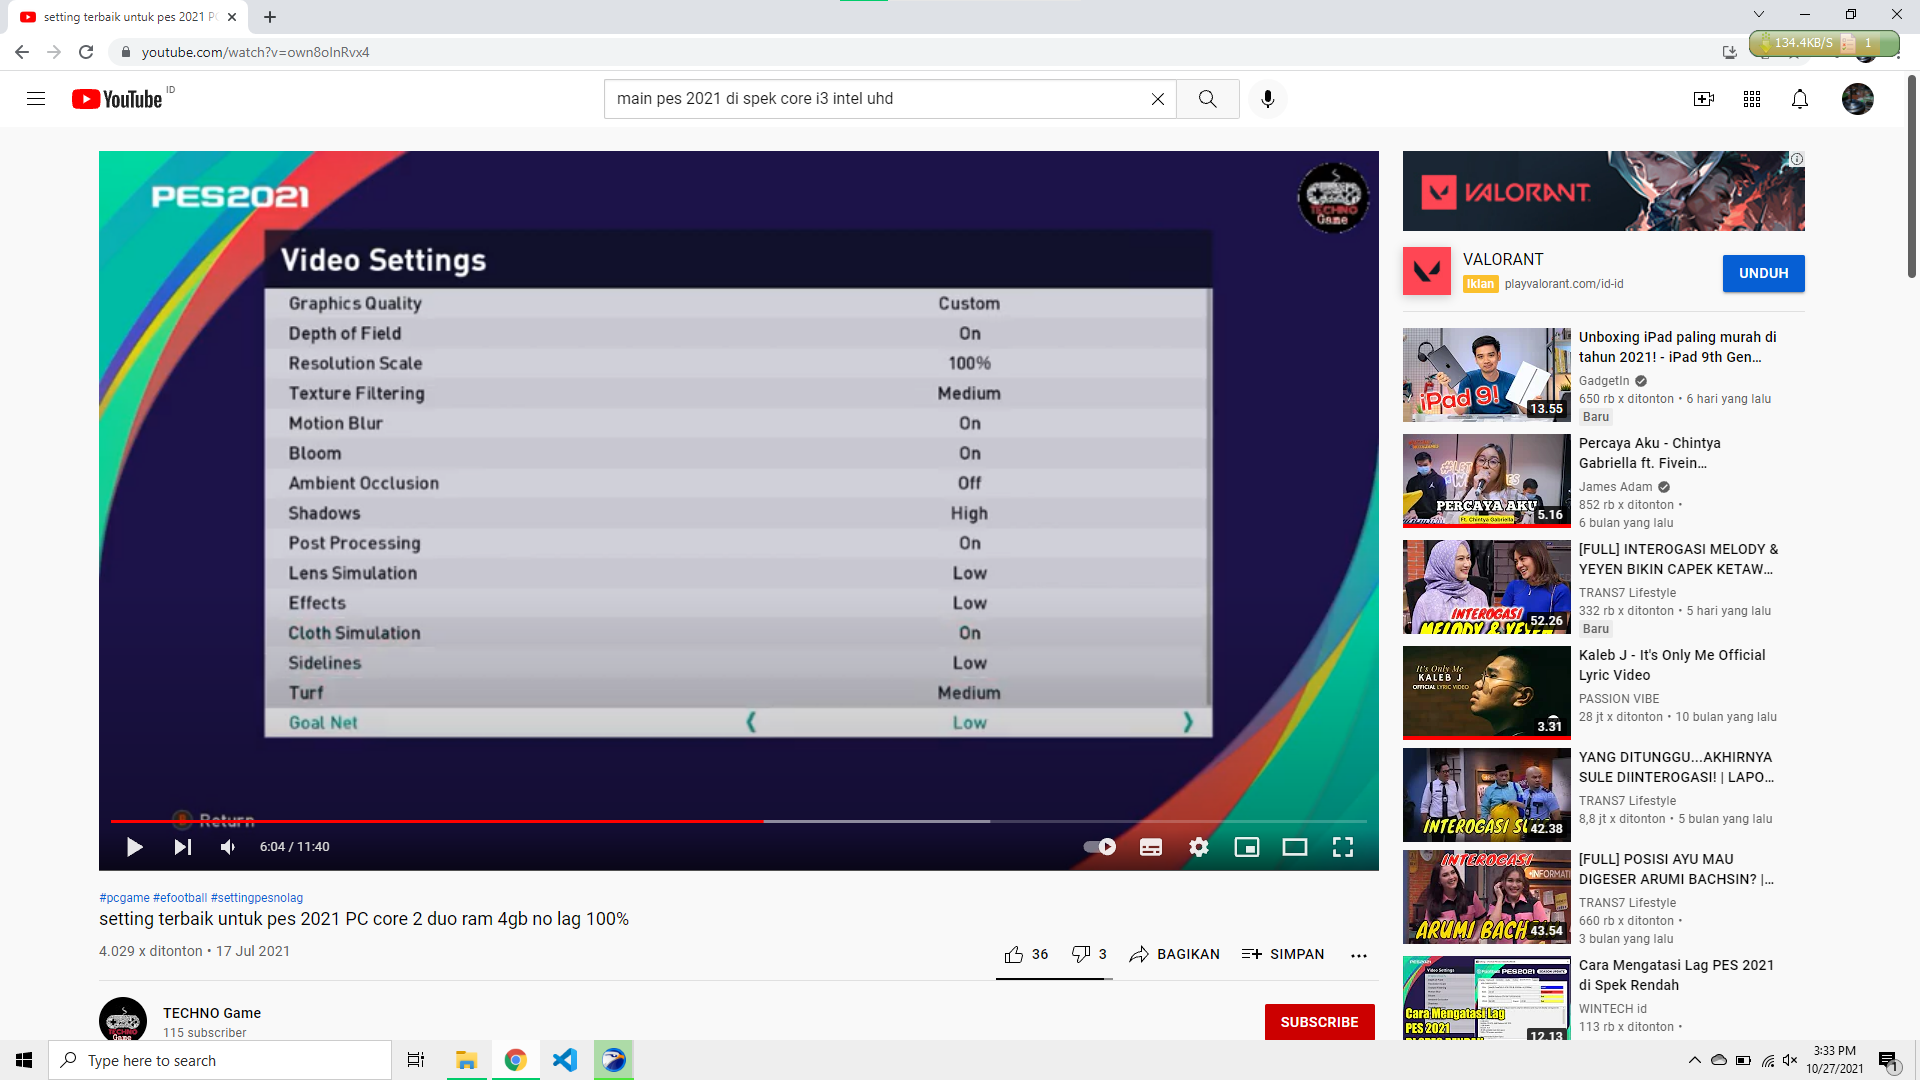 setting terbaik untuk pes 2021 PC
youtube.com/watch?v=own8oInRvx4
134.4KB/S 1
YouTube ID
main pes 2021 di spek core i3 intel uhd
PES2021
TECHNO
Game
Video Settings
Graphics Quality Custom
Depth of Field On
Resolution Scale 100%
Texture Filtering Medium
Motion Blur On
Bloom On
Ambient Occlusion Off
Shadows High
Post Processing On
Lens Simulation Low
Effects Low
Cloth Simulation On
Sidelines Low
Turf Medium
Goal Net Low
Return
6:04 / 11:40
#pcgame #efootball #settingpesnolag
setting terbaik untuk pes 2021 PC core 2 duo ram 4gb no lag 100%
4.029 x ditonton • 17 Jul 2021
36 3 BAGIKAN SIMPAN
TECHNO Game
115 subscriber
SUBSCRIBE
VALORANT
VALORANT
Iklan playvalorant.com/id-id
UNDUH
iPad 9!
13.55
Unboxing iPad paling murah di
tahun 2021! - iPad 9th Gen...
GadgetIn
650 rb x ditonton • 6 hari yang lalu
Baru
PERCAYA AKU
Ft. Chintya Gabriella
5.16
Percaya Aku - Chintya
Gabriella ft. Fivein...
James Adam
852 rb x ditonton •
6 bulan yang lalu
INTEROGASI
MELODY & YEYEN
52.26
[FULL] INTEROGASI MELODY &
YEYEN BIKIN CAPEK KETAW...
TRANS7 Lifestyle
332 rb x ditonton • 5 hari yang lalu
Baru
It's Only Me
KALEB J
OFFICIAL LYRIC VIDEO
3.31
Kaleb J - It's Only Me Official
Lyric Video
PASSION VIBE
28 jt x ditonton • 10 bulan yang lalu
INTEROGASI
42.38
YANG DITUNGGU...AKHIRNYA
SULE DIINTEROGASI! | LAPO...
TRANS7 Lifestyle
8,8 jt x ditonton • 5 bulan yang lalu
INTEROGASI
ARUMI BACH
43.54
[FULL] POSISI AYU MAU
DIGESER ARUMI BACHSIN? |...
TRANS7 Lifestyle
660 rb x ditonton •
3 bulan yang lalu
PES2021
Cara Mengatasi Lag
PES 2021
12.13
Cara Mengatasi Lag PES 2021
di Spek Rendah
WINTECH id
113 rb x ditonton •
Type here to search
3:33 PM
10/27/2021
1